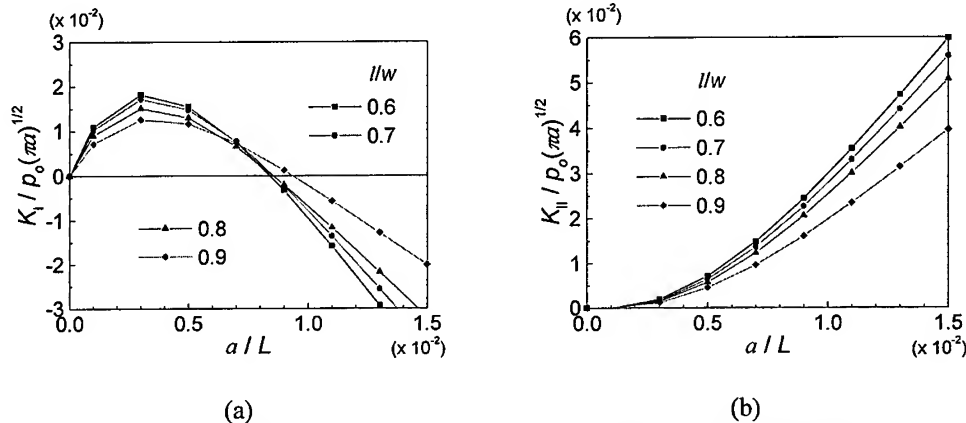 (x 10⁻²)
3
2
1
0
-1
-2
-3
K_I / p_o(πa)^1/2
l/w
0.6
0.7
0.8
0.9
0.0
0.5
1.0
1.5
a / L
(x 10⁻²)
(a)
(x 10⁻²)
6
4
2
0
K_II / p_o(πa)^1/2
l/w
0.6
0.7
0.8
0.9
0.0
0.5
1.0
1.5
a / L
(x 10⁻²)
(b)